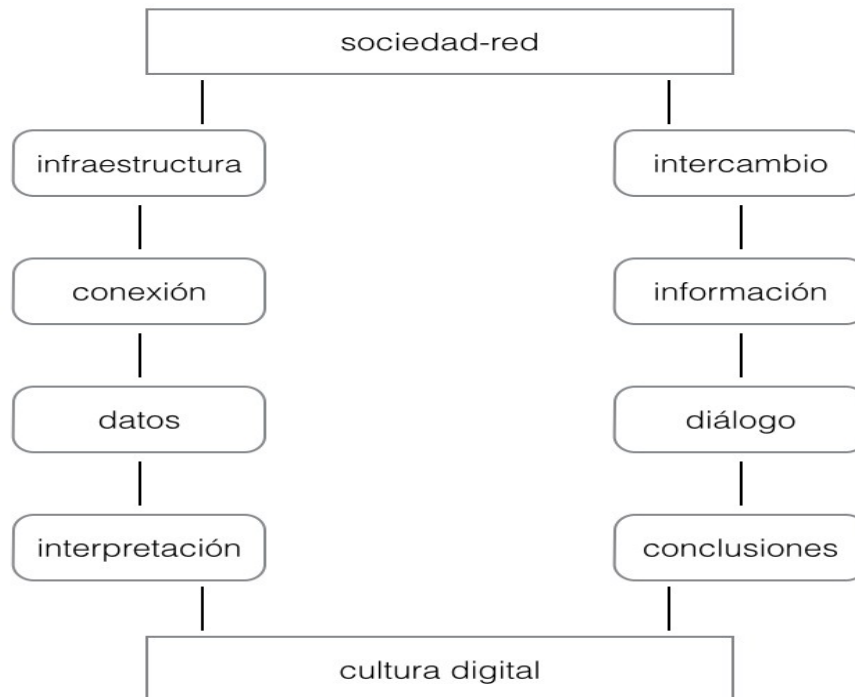 sociedad-red
infraestructura
intercambio
conexión
información
datos
diálogo
interpretación
conclusiones
cultura digital